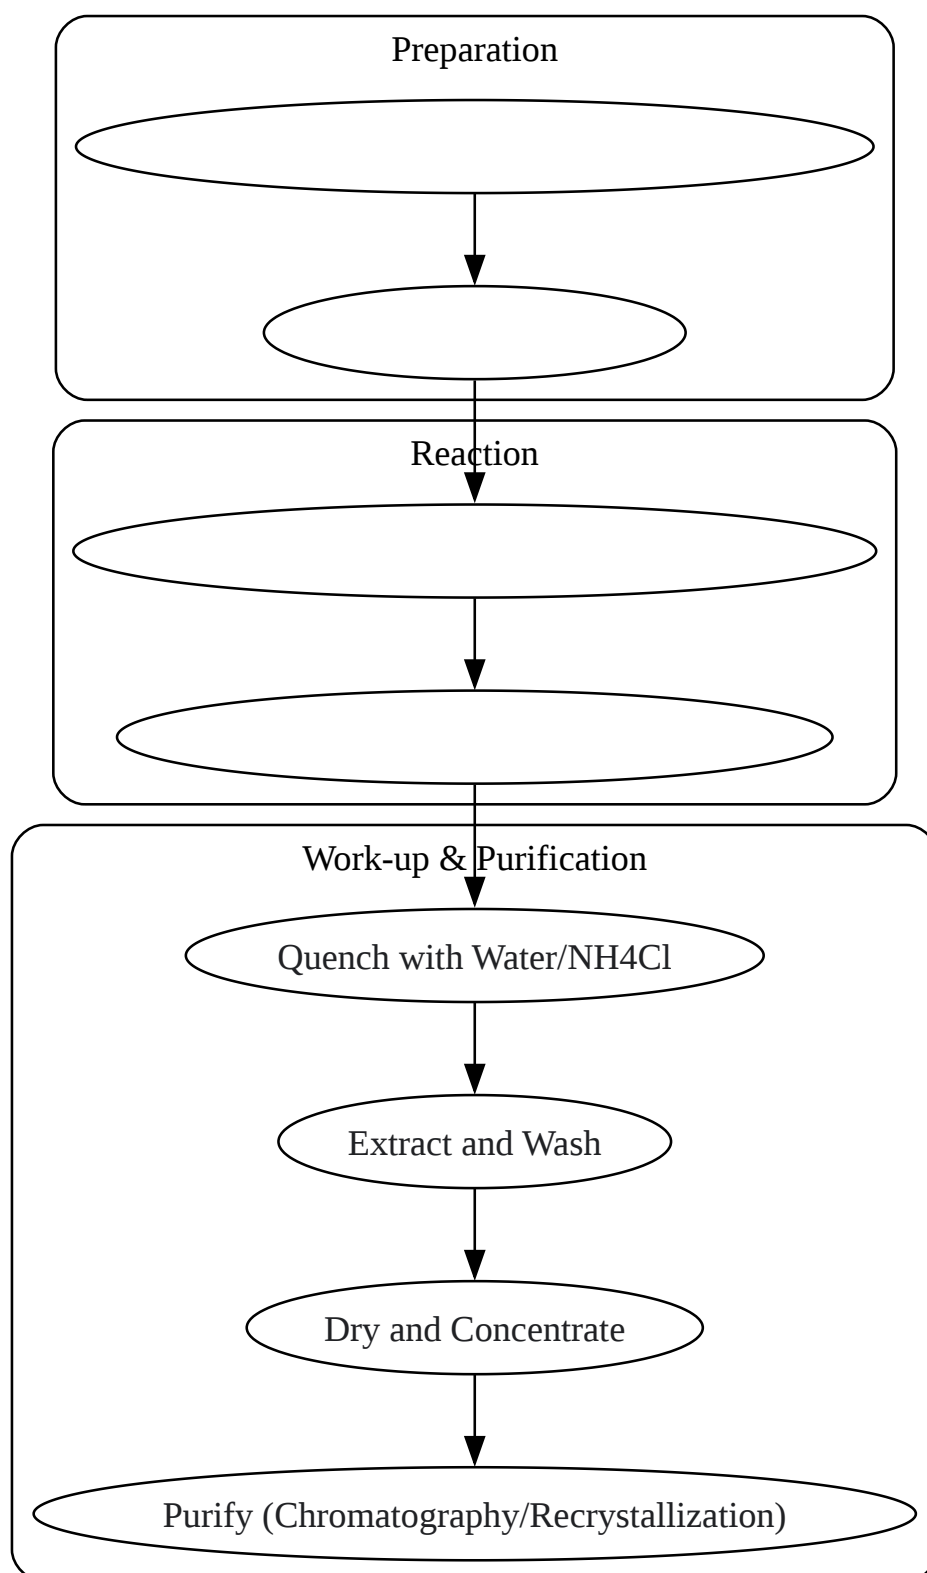 Preparation
Reaction
Work-up & Purification
Quench with Water/NH4Cl
Extract and Wash
Dry and Concentrate
Purify (Chromatography/Recrystallization)